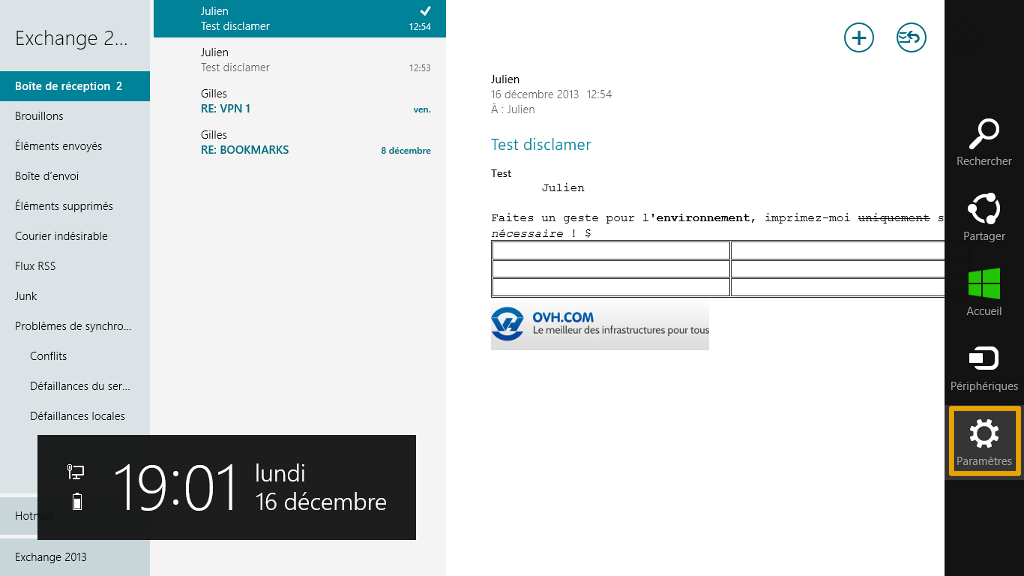 Exchange 2...
Boîte de réception 2
Brouillons
Éléments envoyés
Boîte d'envoi
Éléments supprimés
Courier indésirable
Flux RSS
Junk
Problèmes de synchro...
Conflits
Défaillances du ser...
Défaillances locales
Exchange 2013
Julien
Test disclamer 12:54
Julien
Test disclamer 12:53
Gilles
RE: VPN 1 ven.
Gilles
RE: BOOKMARKS 8 décembre
Julien
16 décembre 2013 12:54
À : Julien
Test disclamer
Test
Julien
Faites un geste pour l'environnement, imprimez-moi uniquement s
nécessaire ! $
OVH.COM
Le meilleur des infrastructures pour tous
19:01
lundi
16 décembre
Rechercher
Partager
Accueil
Périphériques
Paramètres